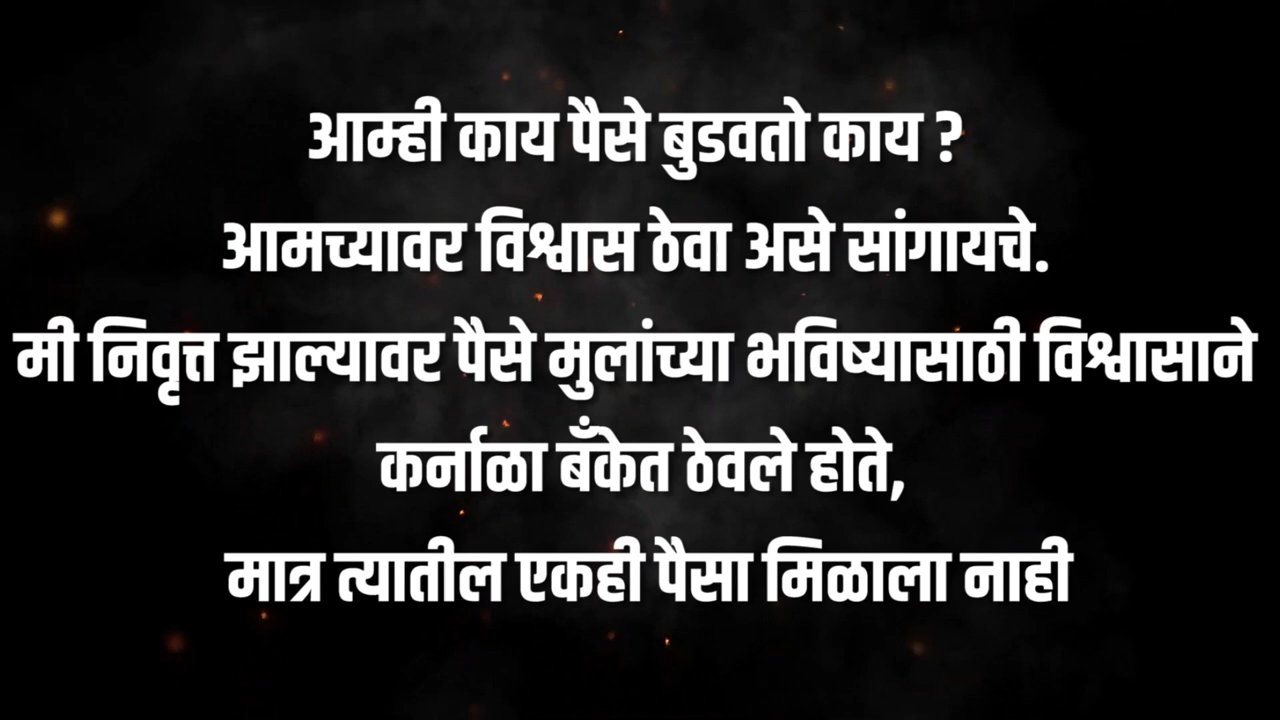 आम्ही काय पैसे बुडवतो काय ?
आमच्यावर विश्वास ठेवा असे सांगायचे.
मी निवृत्त झाल्यावर पैसे मुलांच्या भविष्यासाठी विश्वासाने
कर्नाळा बँकेत ठेवले होते,
मात्र त्यातील एकही पैसा मिळाला नाही